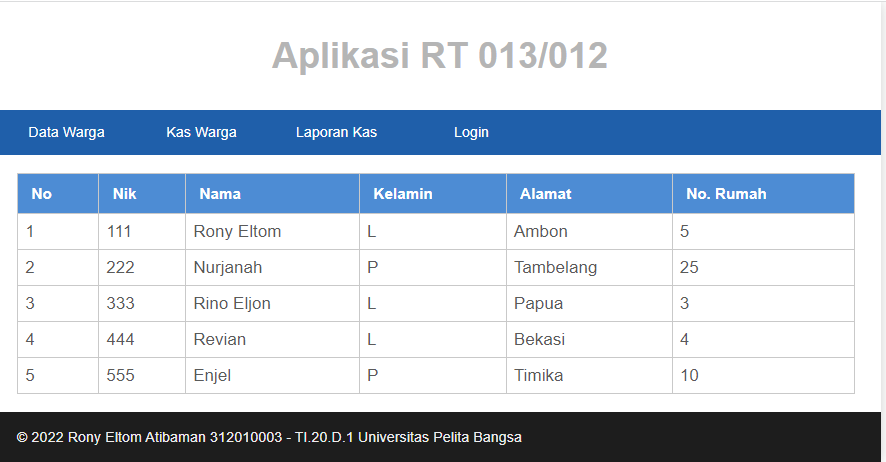 Aplikasi RT 013/012
Data Warga Kas Warga Laporan Kas Login
No Nik Nama Kelamin Alamat No. Rumah
1 111 Rony Eltom L Ambon 5
2 222 Nurjanah P Tambelang 25
3 333 Rino Eljon L Papua 3
4 444 Revian L Bekasi 4
5 555 Enjel P Timika 10
© 2022 Rony Eltom Atibaman 312010003 - TI.20.D.1 Universitas Pelita Bangsa